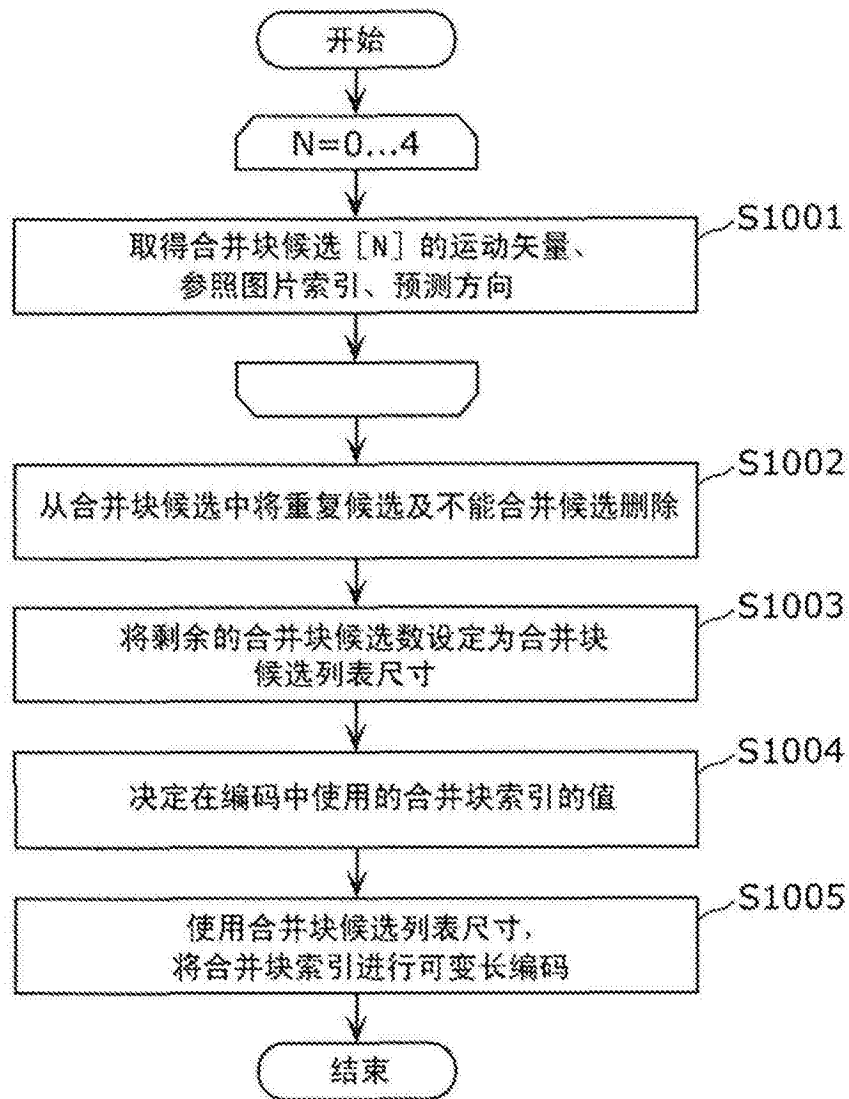 开始
N=0...4
S1001
取得合并块候选［N］的运动矢量、
参照图片索引、预测方向
S1002
从合并块候选中将重复候选及不能合并候选删除
S1003
将剩余的合并块候选数设定为合并块
候选列表尺寸
S1004
决定在编码中使用的合并块索引的值
S1005
使用合并块候选列表尺寸,
将合并块索引进行可变长编码
结束